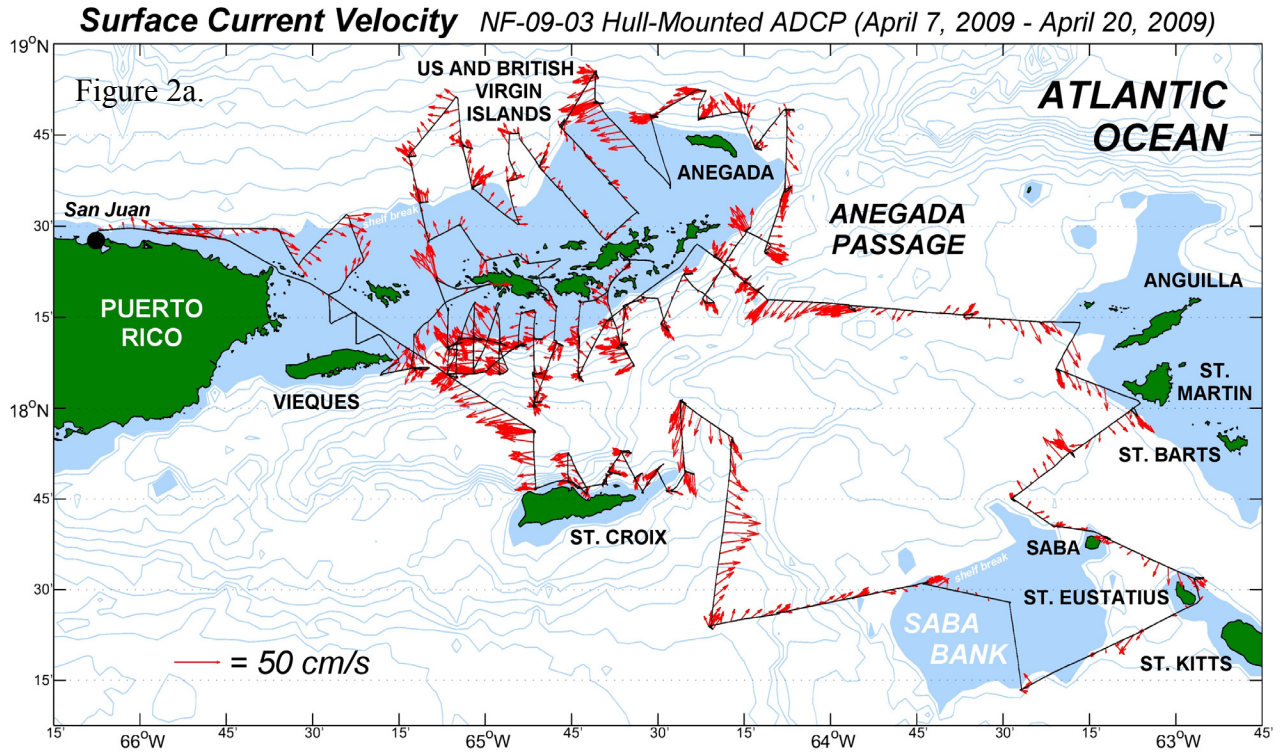 Surface Current Velocity NF-09-03 Hull-Mounted ADCP (April 7, 2009 - April 20, 2009)
19°N
Figure 2a.
US AND BRITISH
VIRGIN
ISLANDS
ATLANTIC
OCEAN
45'
ANEGADA
San Juan
shelf break
30'
ANEGADA
PASSAGE
ANGUILLA
PUERTO
RICO
15'
ST.
MARTIN
VIEQUES
18°N
ST. BARTS
45'
ST. CROIX
SABA
shelf break
30'
ST. EUSTATIUS
SABA
BANK
ST. KITTS
= 50 cm/s
15'
15' 66°W 45' 30' 15' 65°W 45' 30' 15' 64°W 45' 30' 15' 63°W 45'